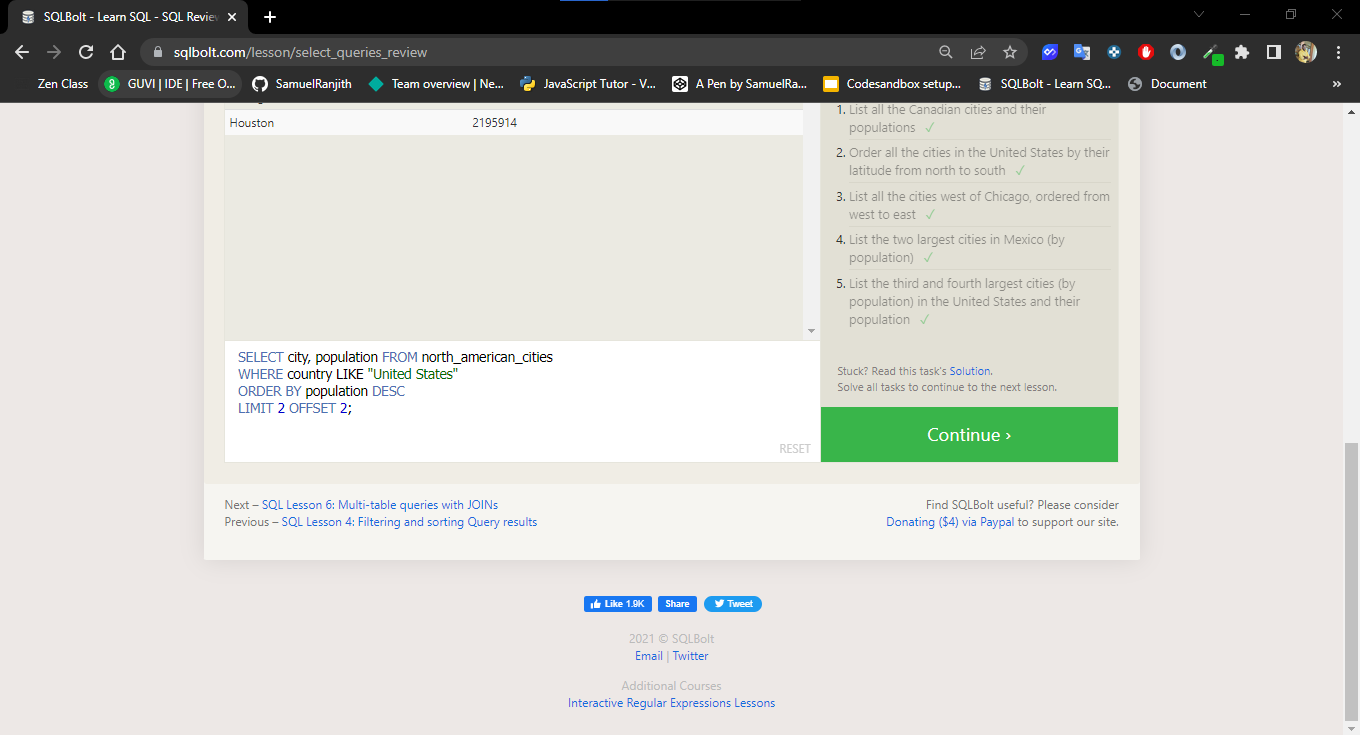 SQLBolt - Learn SQL - SQL Review
sqlbolt.com/lesson/select_queries_review
Zen Class GUVI | IDE | Free O... SamuelRanjith Team overview | Ne... JavaScript Tutor - V... A Pen by SamuelRa... Codesandbox setup... SQLBolt - Learn SQ... Document »
Houston 2195914
SELECT city, population FROM north_american_cities
WHERE country LIKE "United States"
ORDER BY population DESC
LIMIT 2 OFFSET 2;
RESET
1. List all the Canadian cities and their
populations ✓
2. Order all the cities in the United States by their
latitude from north to south ✓
3. List all the cities west of Chicago, ordered from
west to east ✓
4. List the two largest cities in Mexico (by
population) ✓
5. List the third and fourth largest cities (by
population) in the United States and their
population ✓
Stuck? Read this task's Solution.
Solve all tasks to continue to the next lesson.
Continue ›
Next – SQL Lesson 6: Multi-table queries with JOINs
Previous – SQL Lesson 4: Filtering and sorting Query results
Find SQLBolt useful? Please consider
Donating ($4) via Paypal to support our site.
Like 1.9K Share Tweet
2021 © SQLBolt
Email | Twitter
Additional Courses
Interactive Regular Expressions Lessons